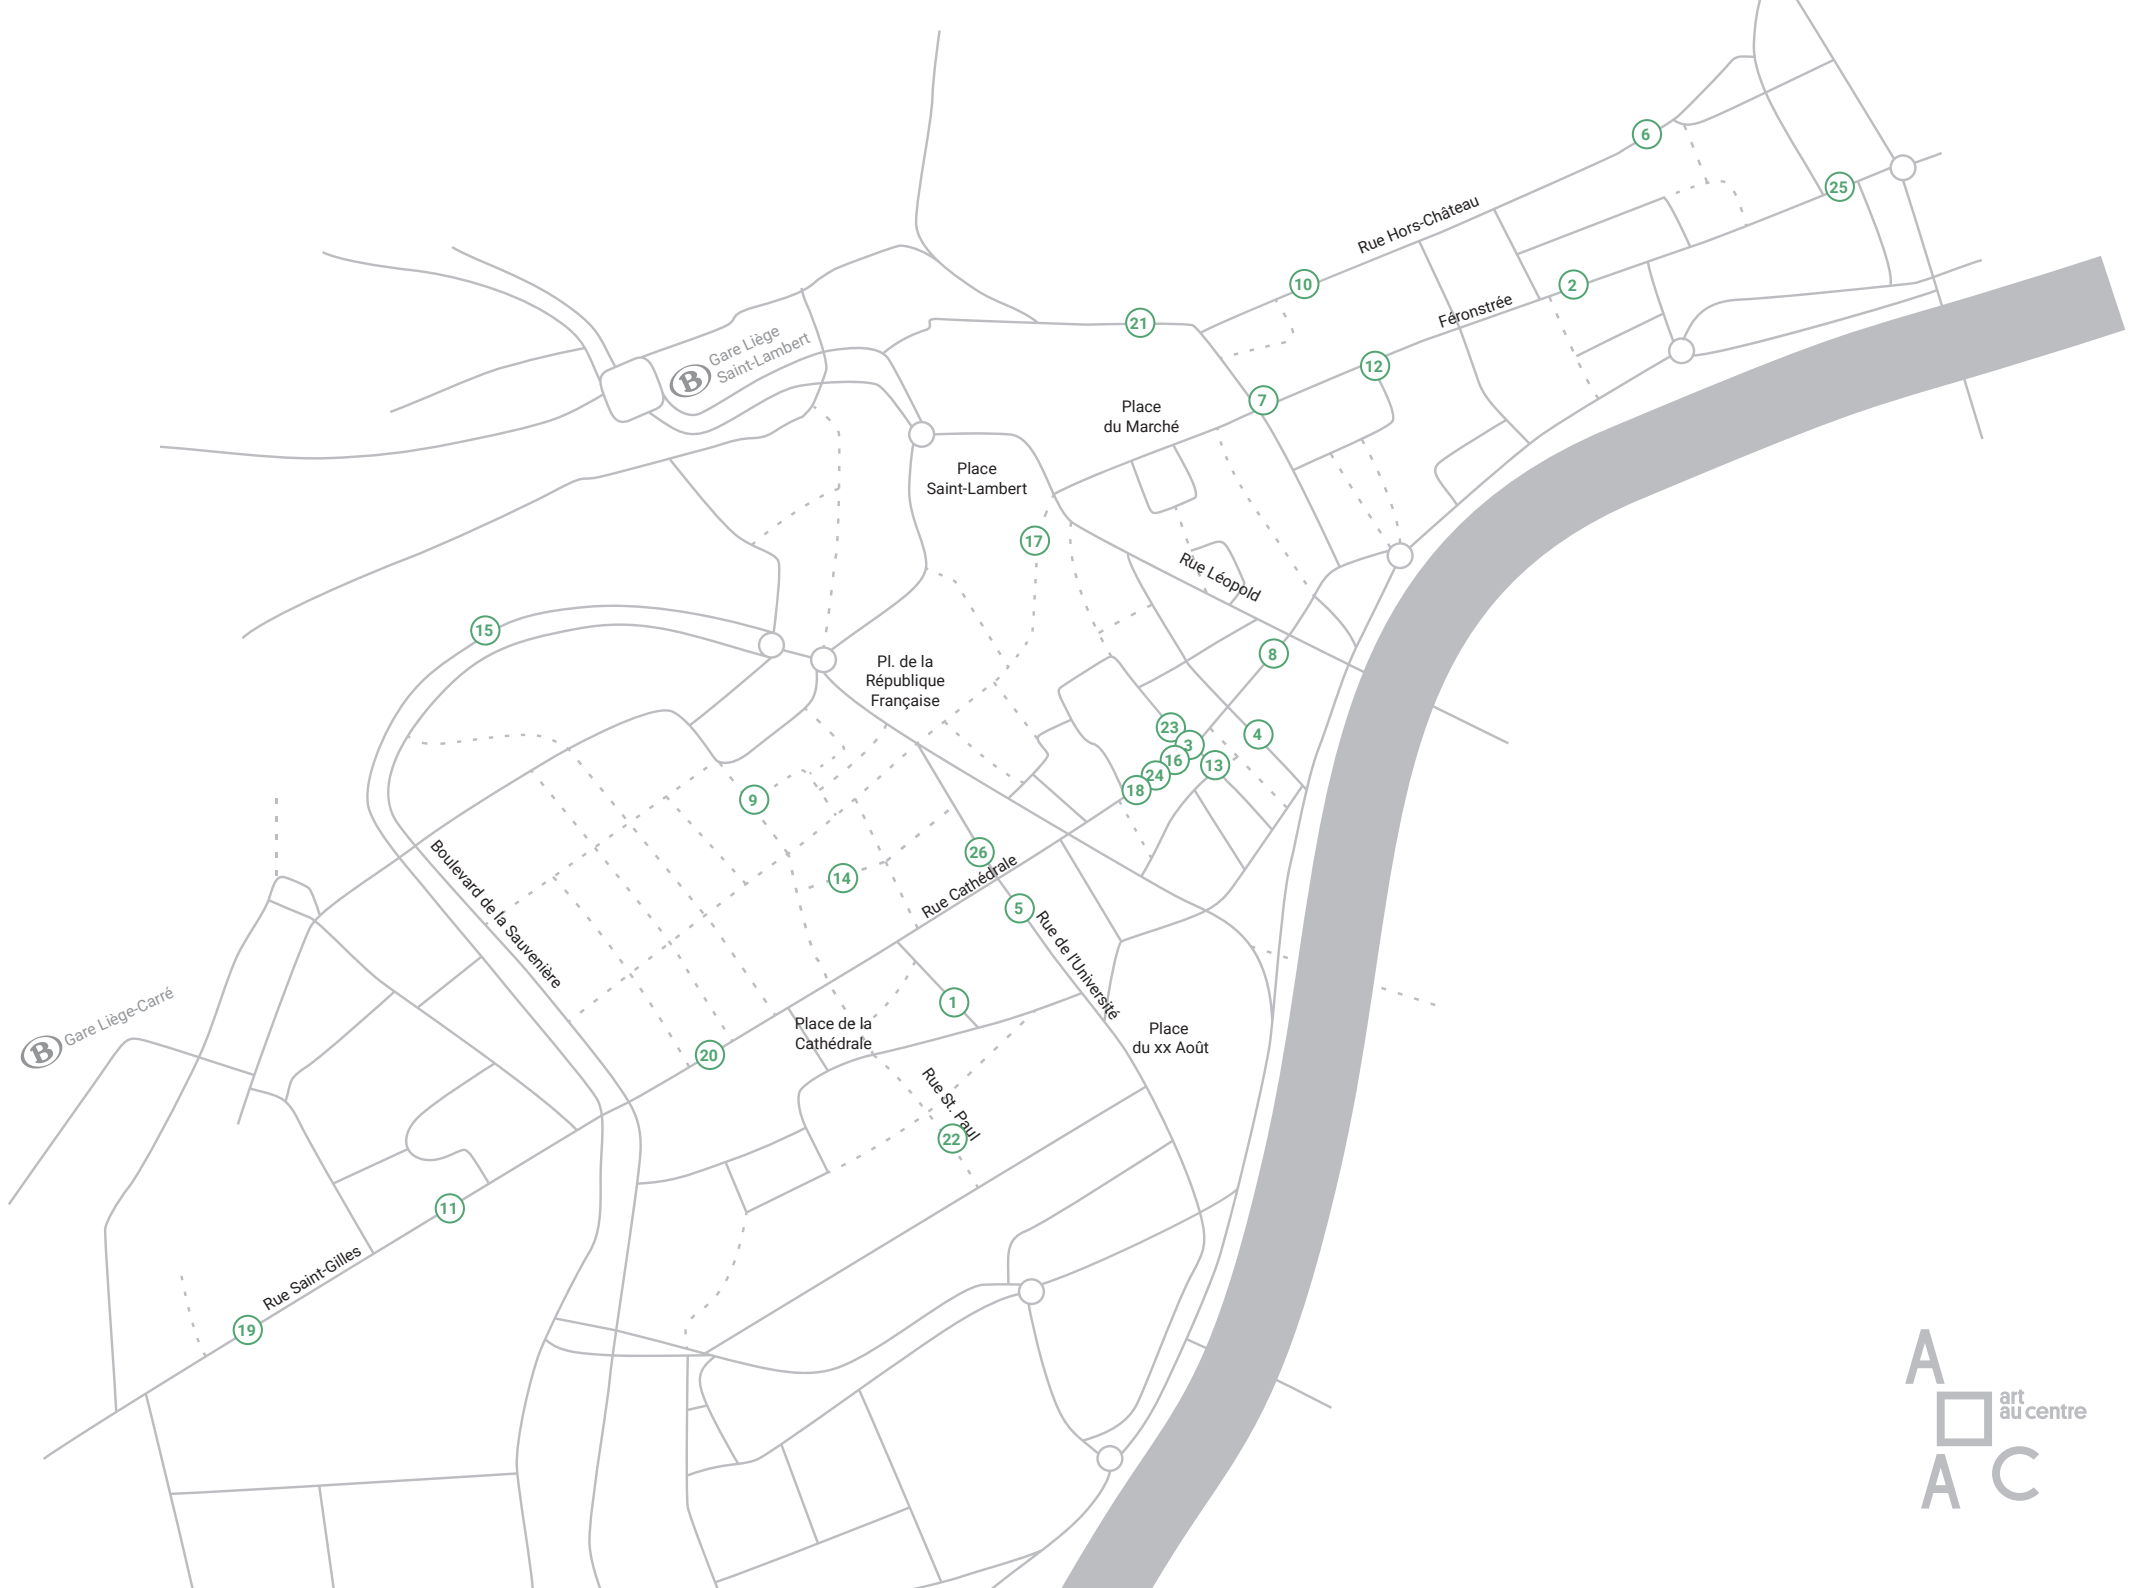 6
25
Rue Hors-Château
10
2
Féronstrée
21
Gare Liège
Saint-Lambert
B
12
7
Place
du Marché
Place
Saint-Lambert
17
Rue Léopold
15
8
Pl. de la
République
Française
23
3
4
16
13
24
18
9
26
14
Rue Cathédrale
5
Boulevard de la Sauvenière
Rue de l'Université
1
B
Gare Liège-Carré
Place de la
Cathédrale
Place
du xx Août
20
Rue St. Paul
22
11
Rue Saint-Gilles
19
A
art
au centre
A C